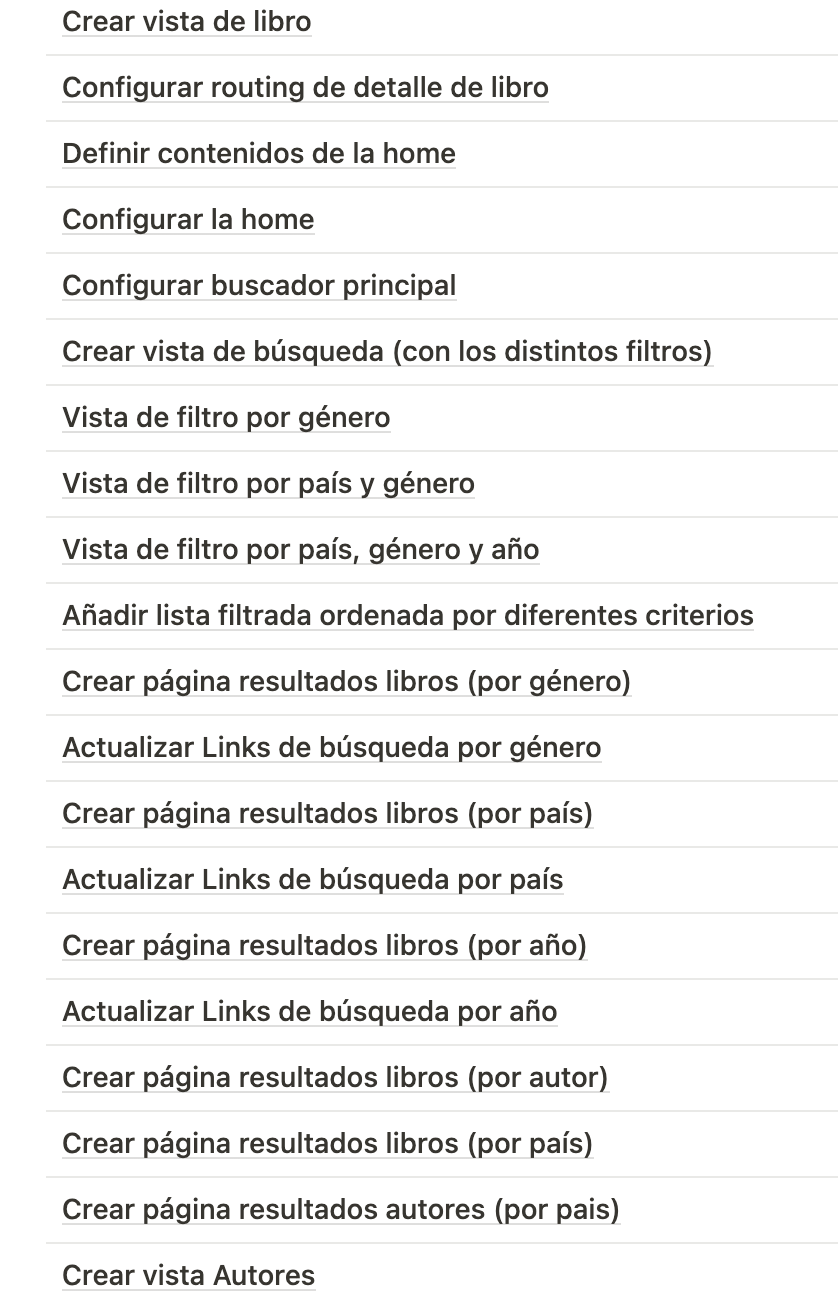 Crear vista de libro
Configurar routing de detalle de libro
Definir contenidos de la home
Configurar la home
Configurar buscador principal
Crear vista de búsqueda (con los distintos filtros)
Vista de filtro por género
Vista de filtro por país y género
Vista de filtro por país, género y año
Añadir lista filtrada ordenada por diferentes criterios
Crear página resultados libros (por género)
Actualizar Links de búsqueda por género
Crear página resultados libros (por país)
Actualizar Links de búsqueda por país
Crear página resultados libros (por año)
Actualizar Links de búsqueda por año
Crear página resultados libros (por autor)
Crear página resultados libros (por país)
Crear página resultados autores (por pais)
Crear vista Autores